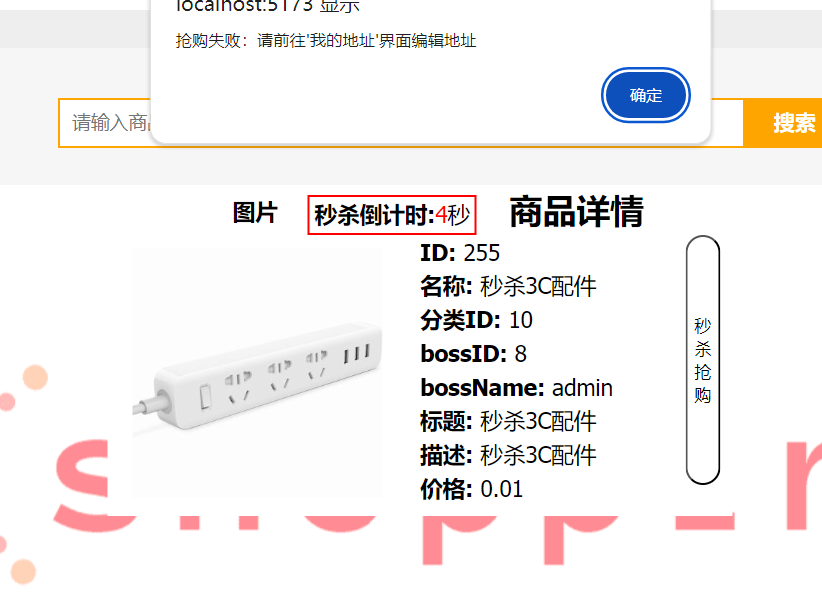 localhost:5173 显示
抢购失败：请前往'我的地址'界面编辑地址
确定
请输入商品
搜索
图片
秒杀倒计时:4秒
商品详情
ID: 255
名称: 秒杀3C配件
分类ID: 10
bossID: 8
bossName: admin
标题: 秒杀3C配件
描述: 秒杀3C配件
价格: 0.01
秒杀抢购